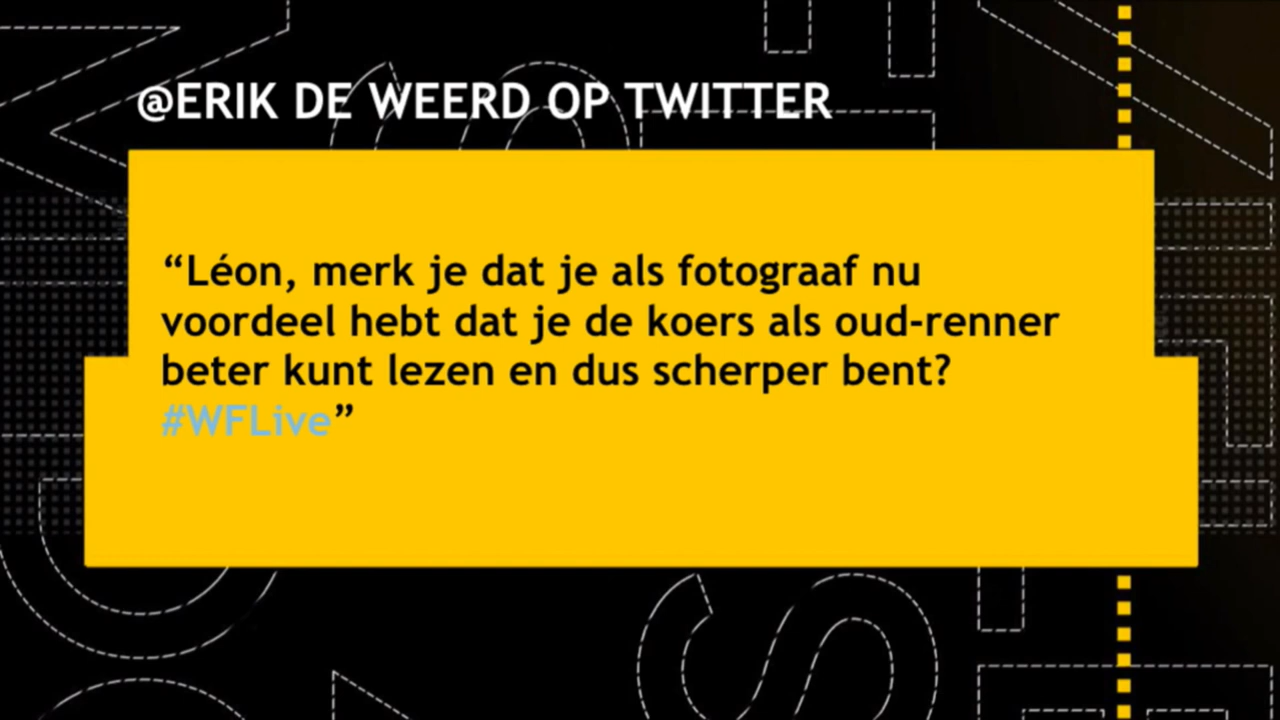 @ERIK DE WEERD OP TWITTER
“Léon, merk je dat je als fotograaf nu
voordeel hebt dat je de koers als oud-renner
beter kunt lezen en dus scherper bent?
#WFLive”